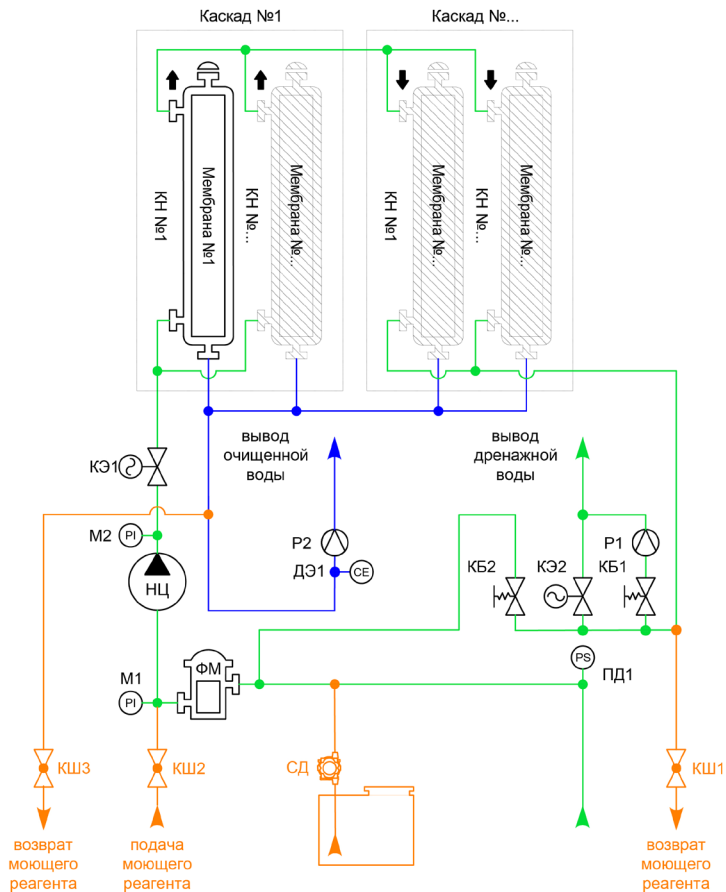 Каскад №1
Каскад №...
КН №1
Мембрана №1
КН №...
Мембрана №...
КН №1
Мембрана №...
КН №...
Мембрана №...
вывод
очищенной
воды
вывод
дренажной
воды
КЭ1
М2
PI
НЦ
Р2
ДЭ1
CE
КБ2
КЭ2
Р1
КБ1
М1
PI
ФМ
PS
ПД1
КШ3
КШ2
СД
КШ1
возврат
моющего
реагента
подача
моющего
реагента
возврат
моющего
реагента